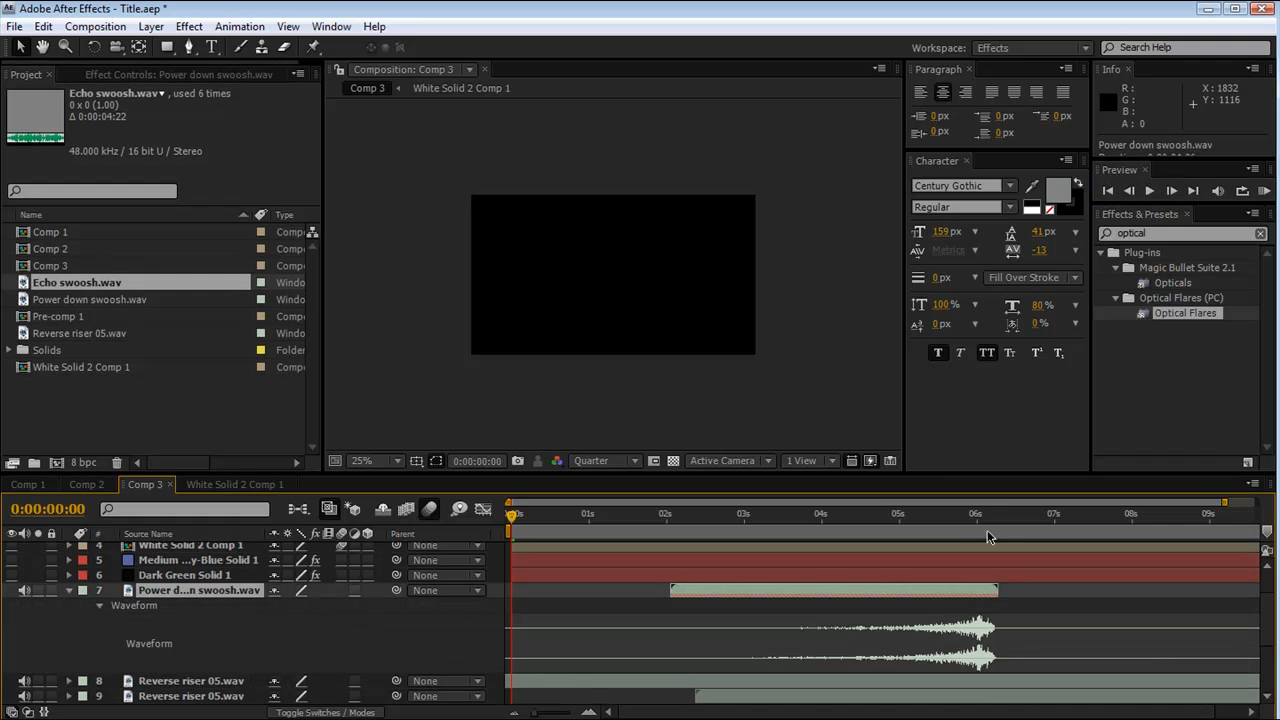 Adobe After Effects - Title.aep *
File Edit Composition Layer Effect Animation View Window Help
Workspace: Effects Search Help
Project Effect Controls: Power down swoosh.wav
Echo swoosh.wav, used 6 times
0 x 0 (1.00)
Δ 0:00:04:22
48.000 kHz / 16 bit U / Stereo
Name Type
Comp 1 Compo
Comp 2 Compo
Comp 3 Compo
Echo swoosh.wav Windo
Power down swoosh.wav Windo
Pre-comp 1 Compo
Reverse riser 05.wav Windo
Solids Folder
White Solid 2 Comp 1 Compo
8 bpc
Composition: Comp 3
Comp 3 White Solid 2 Comp 1
25% 0:00:00:00 Quarter Active Camera 1 View
Paragraph
0 px 0 px 0 px
0 px 0 px
Character
Century Gothic
Regular
159 px 41 px
Metrics -13
0 px Fill Over Stroke
100 % 80 %
0 px 0 %
T T TT Tт T¹ T₁
Info
R :
G :
B :
A : 0
X : 1832
Y : 1116
Power down swoosh.wav
Preview
Effects & Presets
optical
Plug-ins
Magic Bullet Suite 2.1
Opticals
Optical Flares (PC)
Optical Flares
Comp 1 Comp 2 Comp 3 White Solid 2 Comp 1
0:00:00:00
0s 01s 02s 03s 04s 05s 06s 07s 08s 09s
# Source Name Parent
4 White Solid 2 Comp 1 None
5 Medium ...y-Blue Solid 1 None
6 Dark Green Solid 1 None
7 Power d...n swoosh.wav None
Waveform
Waveform
8 Reverse riser 05.wav None
9 Reverse riser 05.wav None
Toggle Switches / Modes